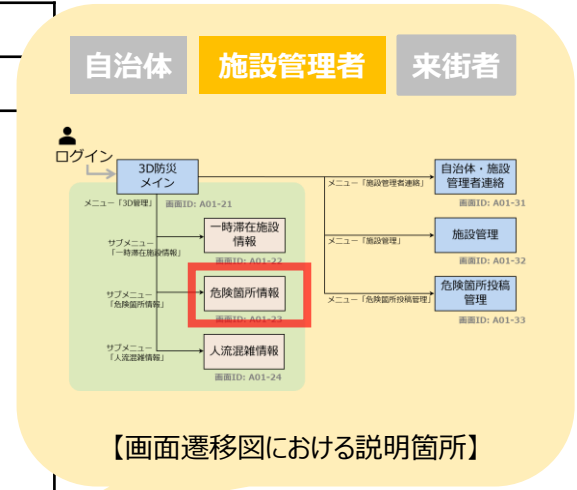 自治体 施設管理者 来街者
ログイン
3D防災
メイン
メニュー「3D管理」
画面ID: A01-21
サブメニュー
「一時滞在施設情報」
一時滞在施設
情報
画面ID: A01-22
サブメニュー
「危険箇所情報」
危険箇所情報
画面ID: A01-23
サブメニュー
「人流混雑情報」
人流混雑情報
画面ID: A01-24
メニュー「施設管理者連絡」
自治体・施設
管理者連絡
画面ID: A01-31
メニュー「施設管理」
施設管理
画面ID: A01-32
メニュー「危険箇所投稿管理」
危険箇所投稿
管理
画面ID: A01-33
【画面遷移図における説明箇所】